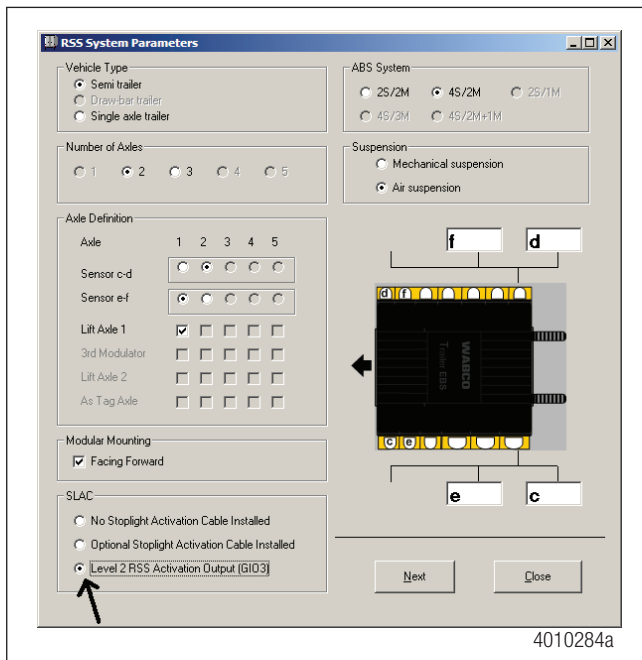 RSS System Parameters
Vehicle Type
Semi trailer
Draw-bar trailer
Single axle trailer
ABS System
2S/2M 4S/2M 2S/1M
4S/3M 4S/2M+1M
Number of Axles
1 2 3 4 5
Suspension
Mechanical suspension
Air suspension
Axle Definition
Axle 1 2 3 4 5
Sensor c-d
Sensor e-f
Lift Axle 1
3rd Modulator
Lift Axle 2
As Tag Axle
f d
d f
WABCO
Trailer EBS
c e
e c
Modular Mounting
Facing Forward
SLAC
No Stoplight Activation Cable Installed
Optional Stoplight Activation Cable Installed
Level 2 RSS Activation Output (GIO3)
Next Close
4010284a